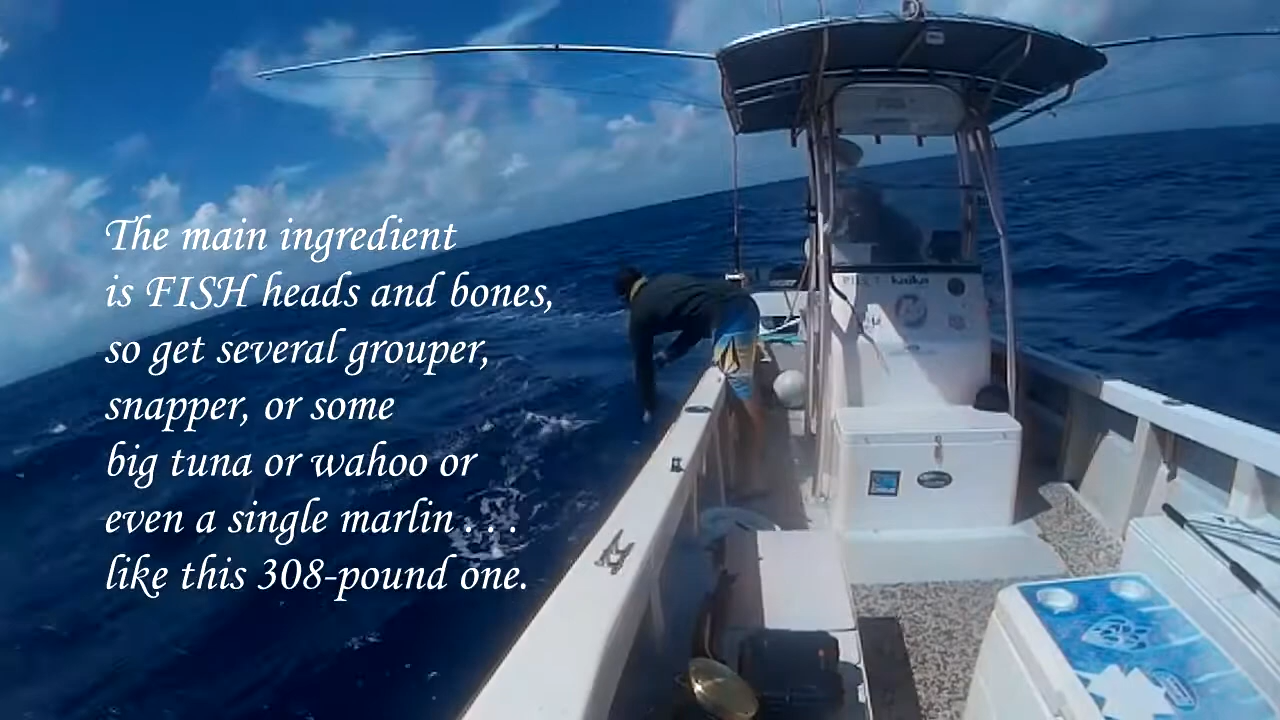 The main ingredient
is FISH heads and bones,
so get several grouper,
snapper, or some
big tuna or wahoo or
even a single marlin . . .
like this 308-pound one.